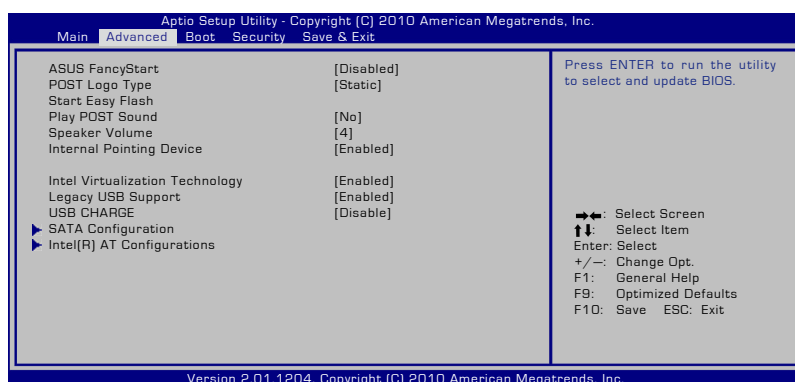 Aptio Setup Utility - Copyright (C) 2010 American Megatrends, Inc.
Main Advanced Boot Security Save & Exit
ASUS FancyStart [Disabled]
POST Logo Type [Static]
Start Easy Flash
Play POST Sound [No]
Speaker Volume [4]
Internal Pointing Device [Enabled]
Intel Virtualization Technology [Enabled]
Legacy USB Support [Enabled]
USB CHARGE [Disable]
SATA Configuration
Intel(R) AT Configurations
Press ENTER to run the utility
to select and update BIOS.
→←: Select Screen
↑↓: Select Item
Enter: Select
+/—: Change Opt.
F1: General Help
F9: Optimized Defaults
F10: Save ESC: Exit
Version 2.01.1204. Copyright (C) 2010 American Megatrends, Inc.